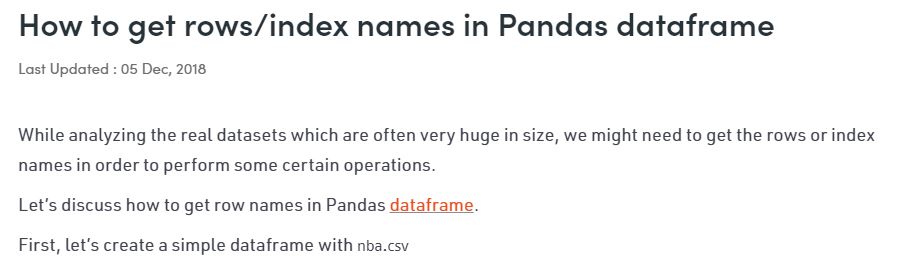 How to get rows/index names in Pandas dataframe
Last Updated : 05 Dec, 2018
While analyzing the real datasets which are often very huge in size, we might need to get the rows or index
names in order to perform some certain operations.
Let’s discuss how to get row names in Pandas dataframe.
First, let’s create a simple dataframe with nba.csv